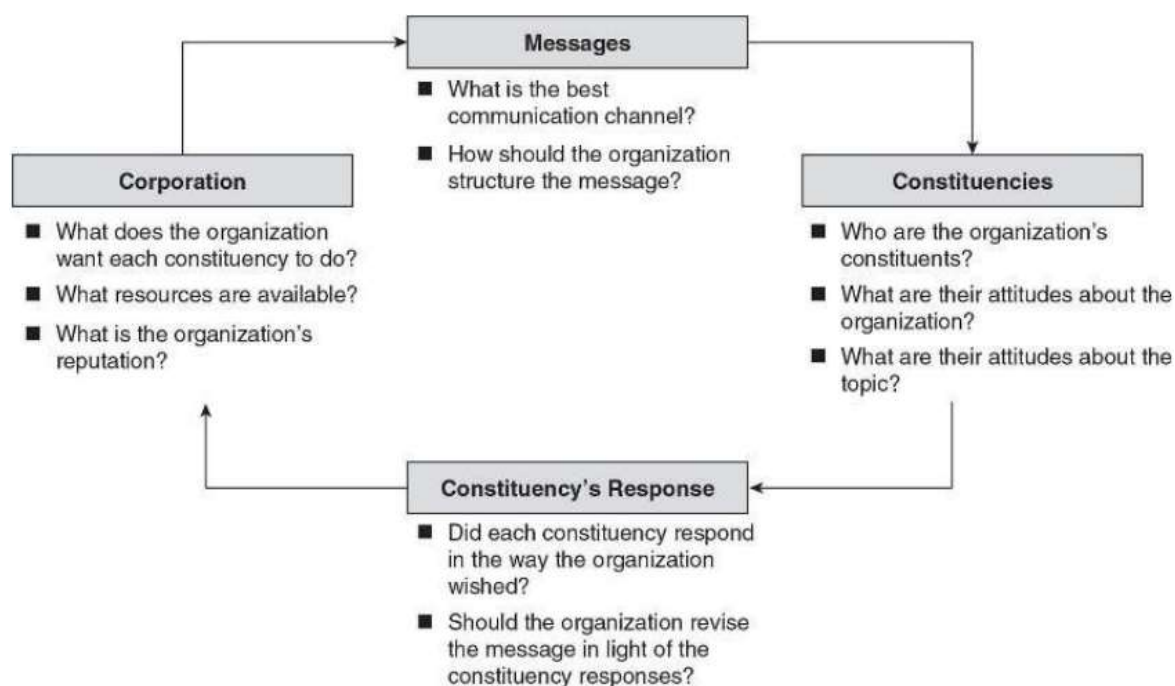 Messages
■ What is the best
communication channel?
■ How should the organization
structure the message?
Corporation
■ What does the organization
want each constituency to do?
■ What resources are available?
■ What is the organization's
reputation?
Constituencies
■ Who are the organization's
constituents?
■ What are their attitudes about the
organization?
■ What are their attitudes about the
topic?
Constituency's Response
■ Did each constituency respond
in the way the organization
wished?
■ Should the organization revise
the message in light of the
constituency responses?